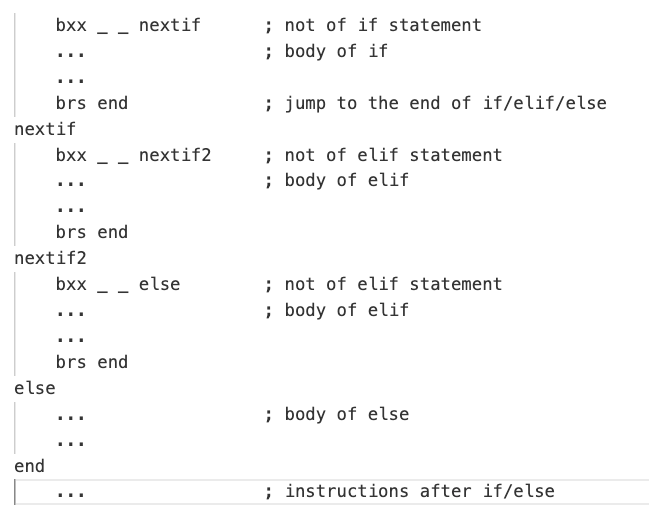 bxx _ _ nextif ; not of if statement
... ; body of if
...
brs end ; jump to the end of if/elif/else
nextif
bxx _ _ nextif2 ; not of elif statement
... ; body of elif
...
brs end
nextif2
bxx _ _ else ; not of elif statement
... ; body of elif
...
brs end
else
... ; body of else
...
end
... ; instructions after if/else